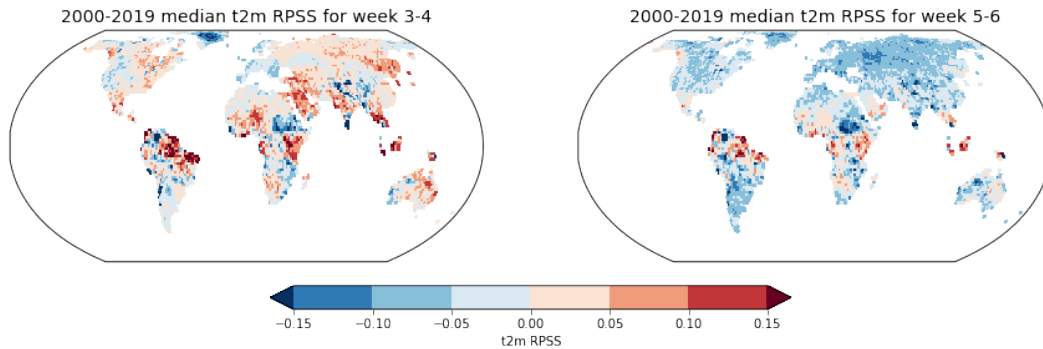 2000-2019 median t2m RPSS for week 3-4
2000-2019 median t2m RPSS for week 5-6
−0.15 −0.10 −0.05 0.00 0.05 0.10 0.15
t2m RPSS